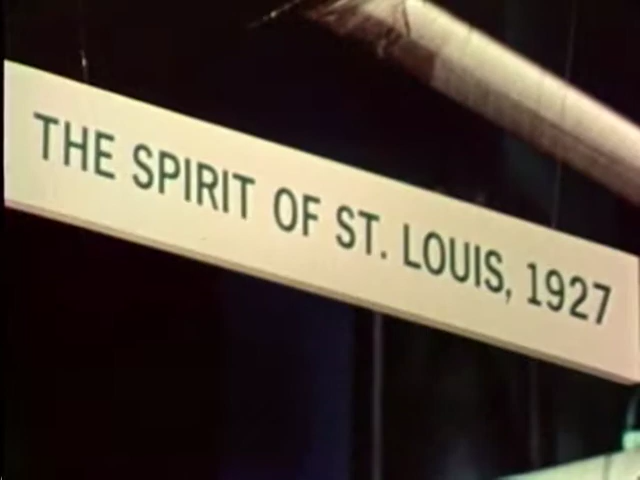 THE SPIRIT OF ST. LOUIS, 1927